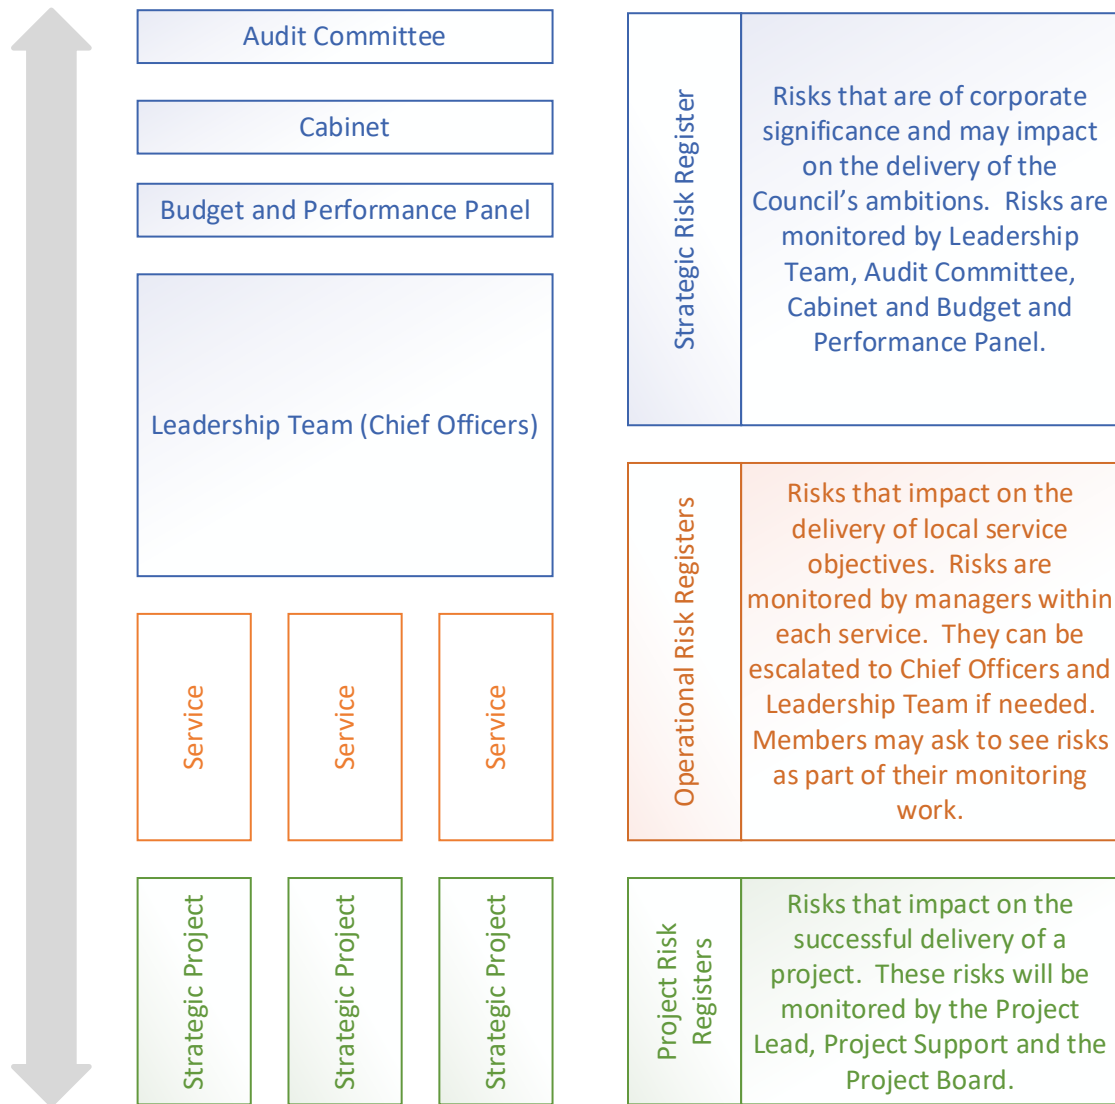 Audit Committee
Cabinet
Budget and Performance Panel
Leadership Team (Chief Officers)
Service
Service
Service
Strategic Project
Strategic Project
Strategic Project
Strategic Risk Register
Risks that are of corporate
significance and may impact
on the delivery of the
Council’s ambitions.  Risks are
monitored by Leadership
Team, Audit Committee,
Cabinet and Budget and
Performance Panel.
Operational Risk Registers
Risks that impact on the
delivery of local service
objectives.  Risks are
monitored by managers within
each service.  They can be
escalated to Chief Officers and
Leadership Team if needed.
Members may ask to see risks
as part of their monitoring
work.
Project Risk
Registers
Risks that impact on the
successful delivery of a
project.  These risks will be
monitored by the Project
Lead, Project Support and the
Project Board.